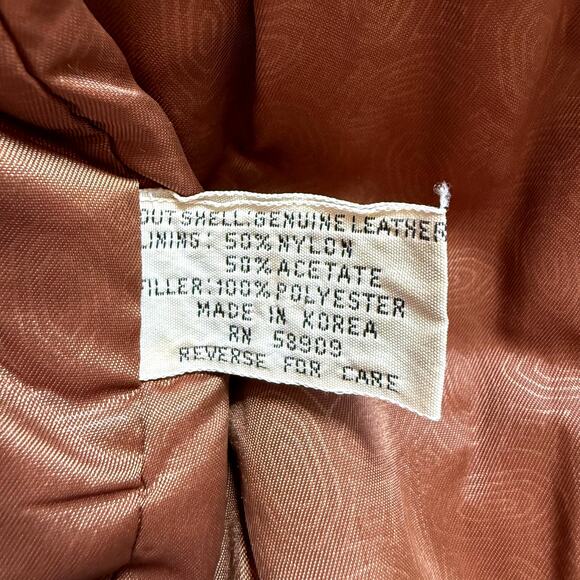 OUTSHELL:GENUINE LEATHER
LINING: 50% NYLON
50% ACETATE
FILLER:100% POLYESTER
MADE IN KOREA
RN 58909
REVERSE FOR CARE